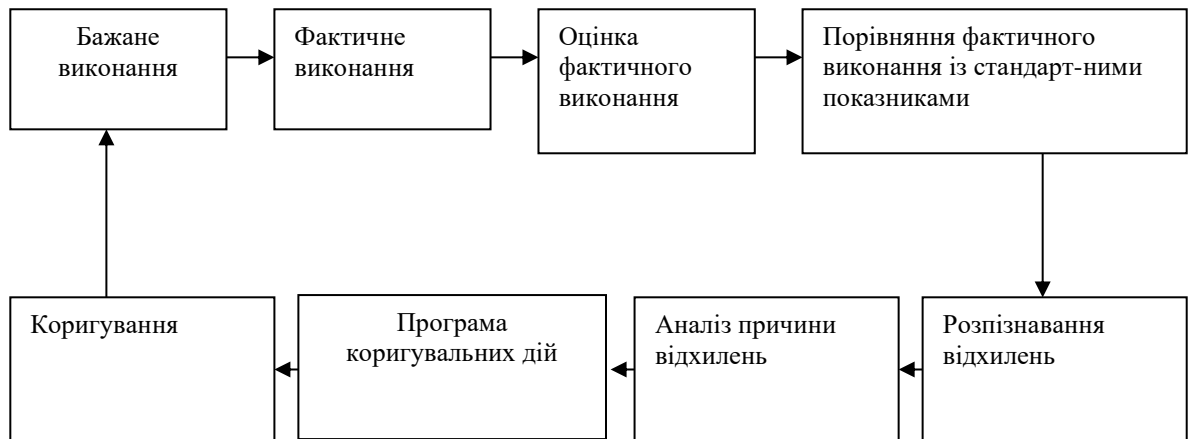 Бажане
виконання
Фактичне
виконання
Оцінка
фактичного
виконання
Порівняння фактичного
виконання із стандарт-ними
показниками
Розпізнавання
відхилень
Аналіз причини
відхилень
Програма
коригувальних дій
Коригування